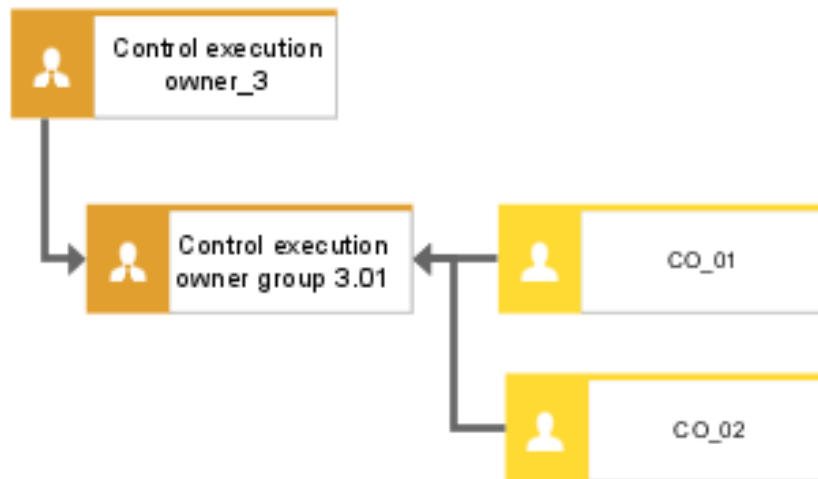 Control execution
owner_3
Control execution
owner group 3.01
CO_01
CO_02